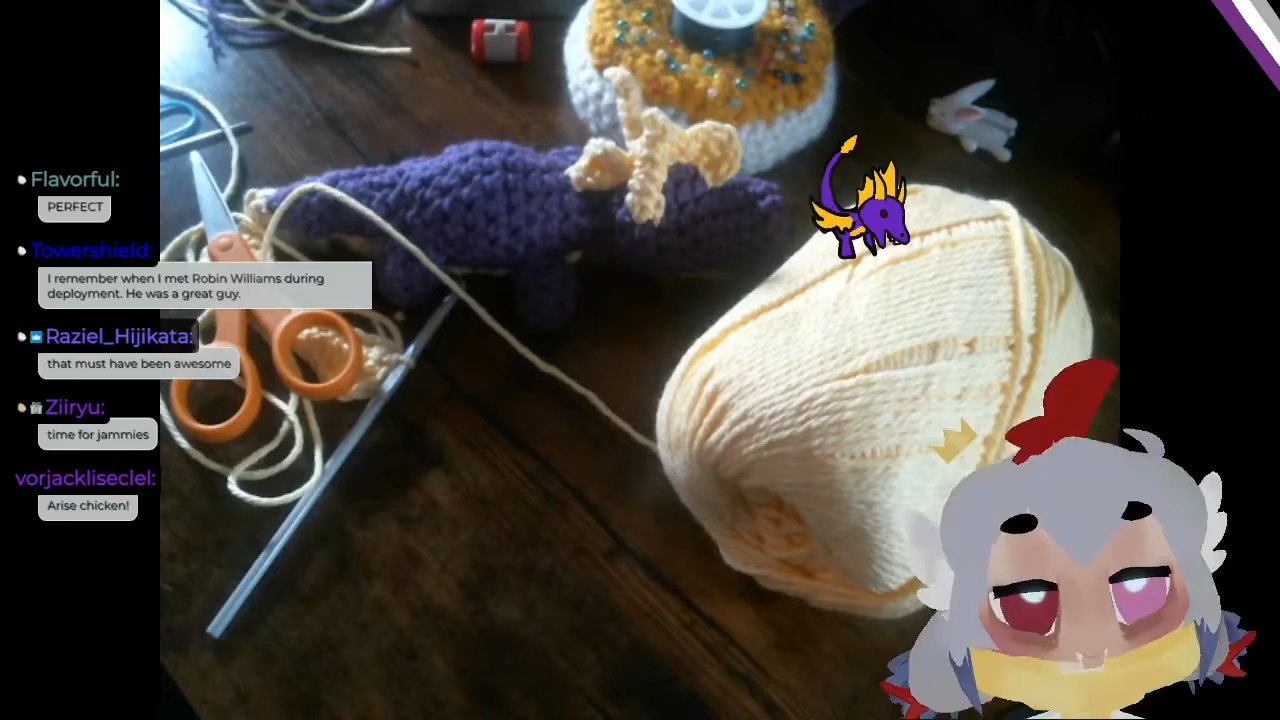 Flavorful:
PERFECT
Towershield:
I remember when I met Robin Williams during
deployment. He was a great guy.
Raziel_Hijikata:
that must have been awesome
Ziiryu:
time for jammies
vorjackliseclel:
Arise chicken!